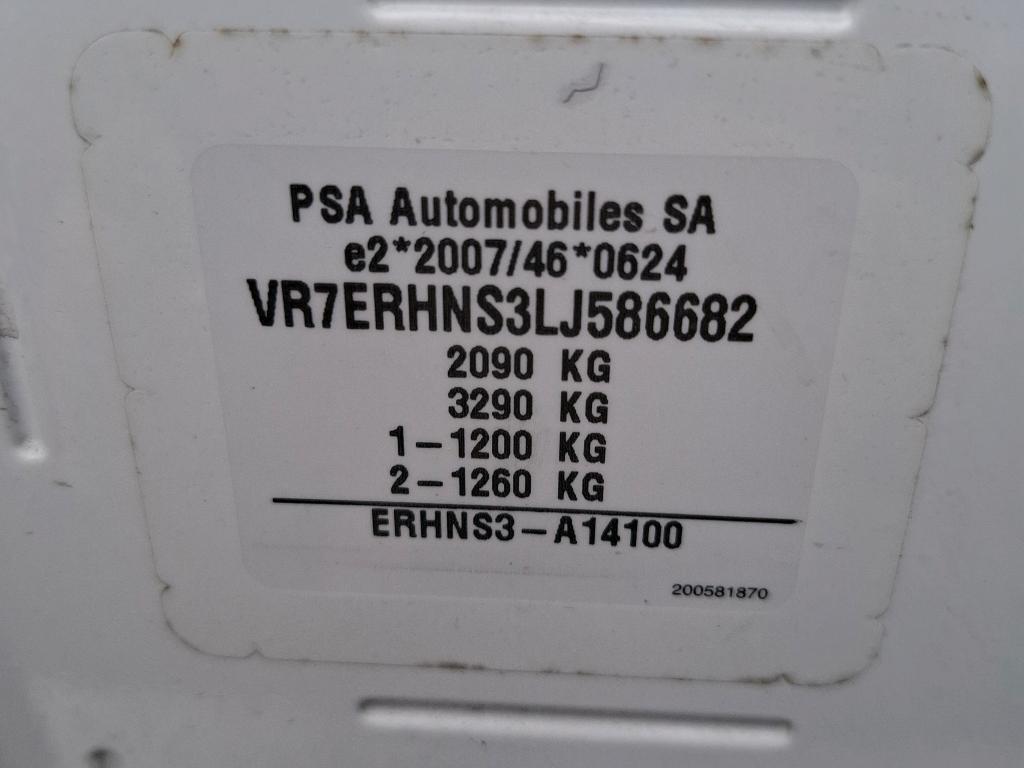 PSA Automobiles SA
e2*2007/46*0624
VR7ERHNS3LJ586682
2090 KG
3290 KG
1-1200 KG
2-1260 KG
ERHNS3-A14100
200581870